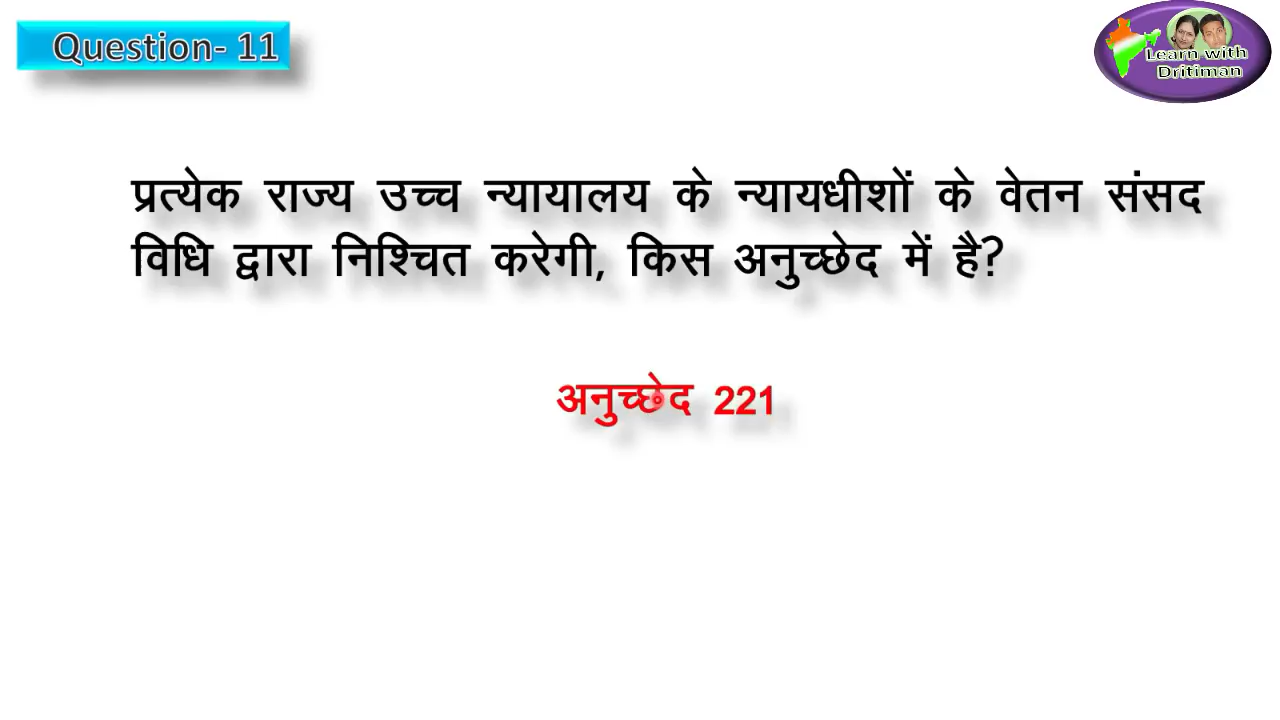 Question- 11
Learn with
Dritiman
प्रत्येक राज्य उच्च न्यायालय के न्यायधीशों के वेतन संसद
विधि द्वारा निश्चित करेगी, किस अनुच्छेद में है?
अनुच्छेद 221